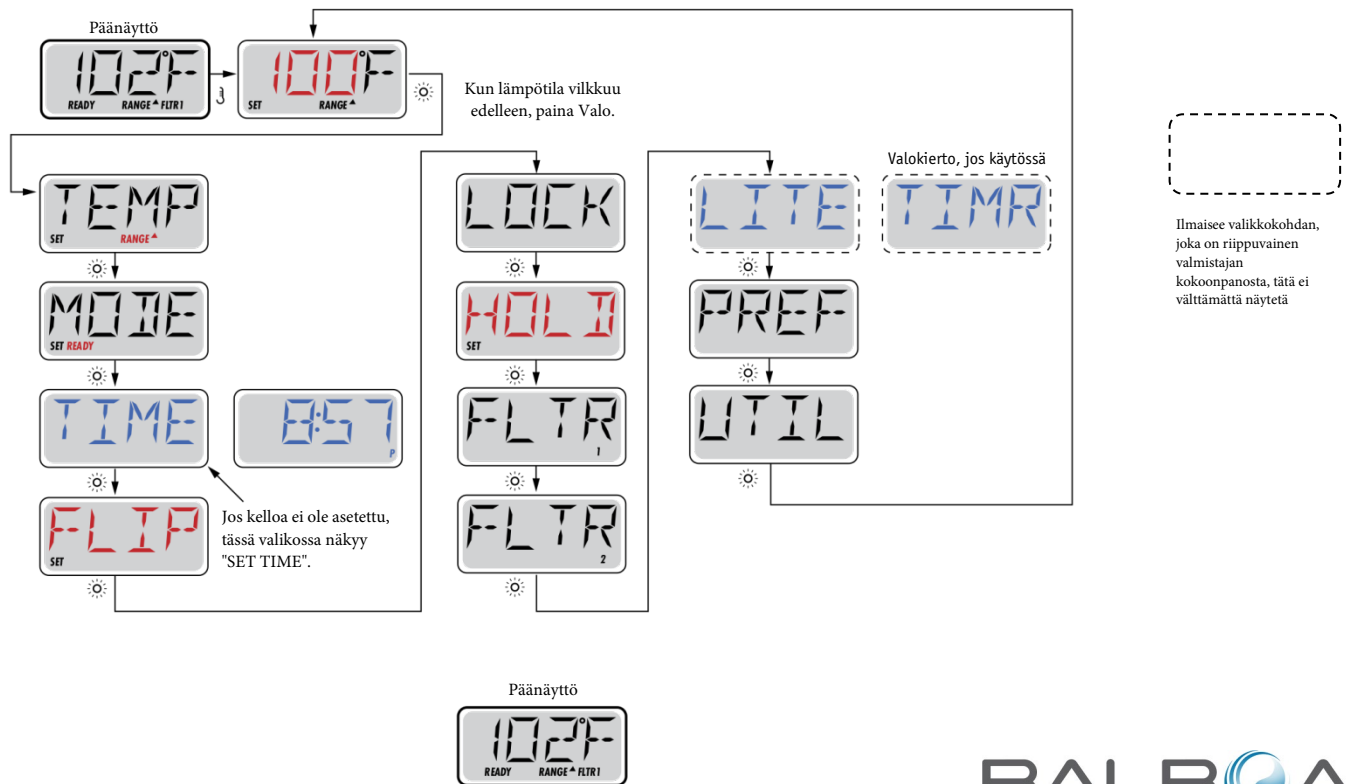 Päänäyttö
102°F
READY RANGE FLTR1
100°F
SET RANGE
Kun lämpötila vilkkuu
edelleen, paina Valo.
TEMP
SET RANGE
MODE
SET READY
TIME
8:57
P
FLIP
SET
Jos kelloa ei ole asetettu,
tässä valikossa näkyy
"SET TIME".
LOCK
HOLD
SET
FLTR
1
FLTR
2
Valokierto, jos käytössä
LITE
TIMR
PREF
UTIL
Ilmaisee valikkokohdan,
joka on riippuvainen
valmistajan
kokoonpanosta, tätä ei
välttämättä näytetä
Päänäyttö
102°F
READY RANGE FLTR1
BALBOA